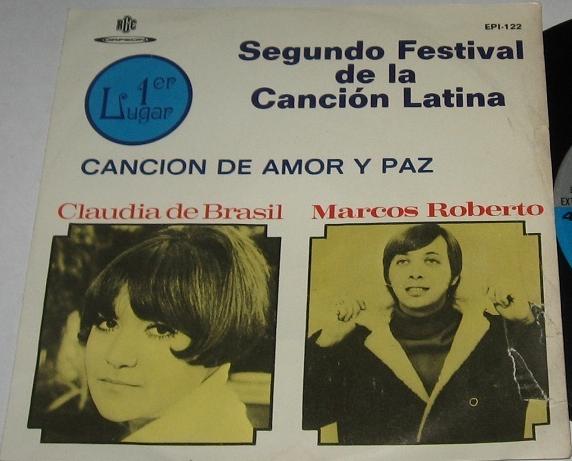 RGE
EPI-122
Segundo Festival
de la
Canción Latina
1er
Lugar
CANCION DE AMOR Y PAZ
Claudia de Brasil
Marcos Roberto